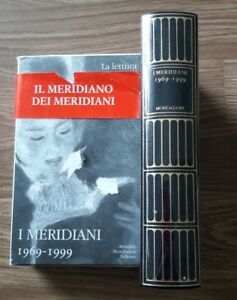 La lettura
IL MERIDIANO
DEI MERIDIANI
I MERIDIANI
1969-1999
Arnoldo
Mondadori
Editore
I MERIDIANI
1969-1999
MONDADORI